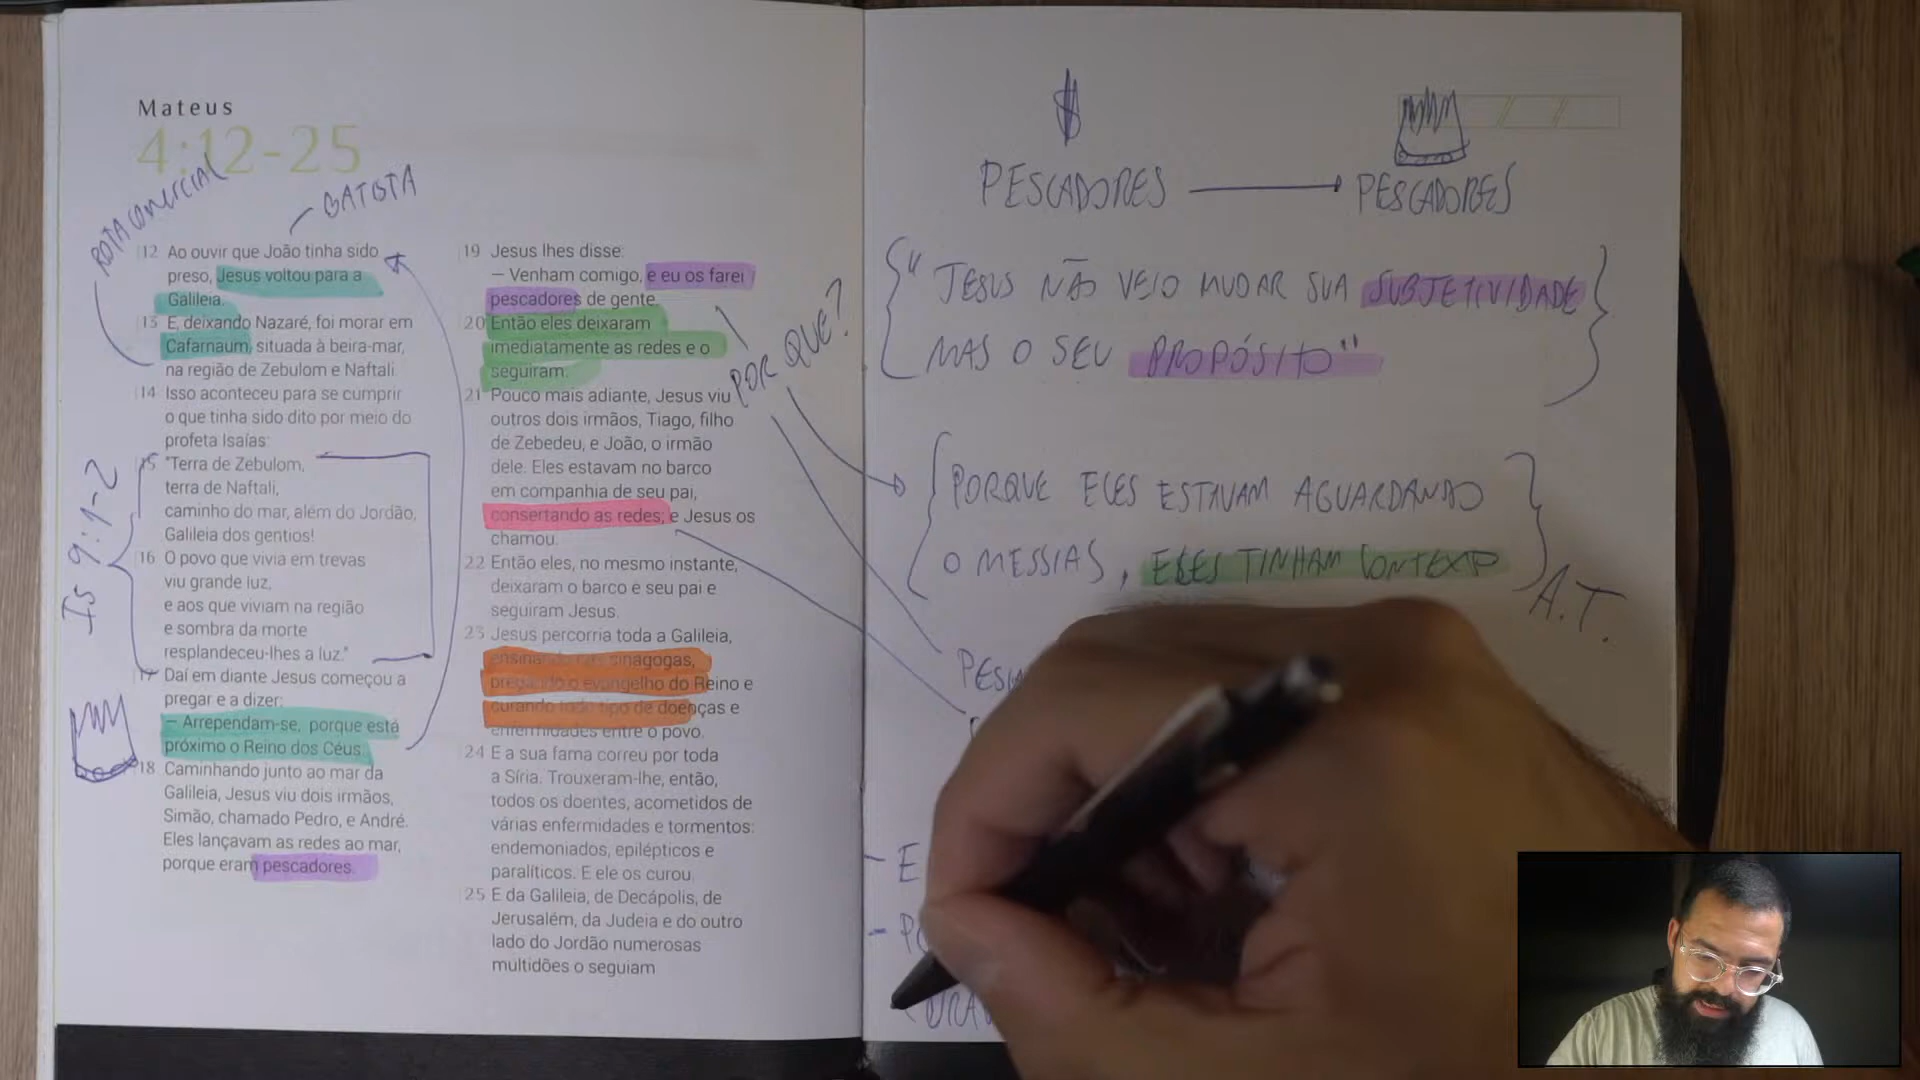 Mateus
4:12-25
ROTA COMERCIAL
BATISTA
12 Ao ouvir que João tinha sido
preso, Jesus voltou para a
Galileia.
13 E, deixando Nazaré, foi morar em
Cafarnaum, situada à beira-mar,
na região de Zebulom e Naftali.
14 Isso aconteceu para se cumprir
o que tinha sido dito por meio do
profeta Isaías:
Is 9:1-2
15 "Terra de Zebulom,
terra de Naftali,
caminho do mar, além do Jordão,
Galileia dos gentios!
16 O povo que vivia em trevas
viu grande luz,
e aos que viviam na região
e sombra da morte
resplandeceu-lhes a luz."
17 Daí em diante Jesus começou a
pregar e a dizer:
– Arrependam-se, porque está
próximo o Reino dos Céus.
18 Caminhando junto ao mar da
Galileia, Jesus viu dois irmãos,
Simão, chamado Pedro, e André.
Eles lançavam as redes ao mar,
porque eram pescadores.
19 Jesus lhes disse:
– Venham comigo, e eu os farei
pescadores de gente.
20 Então eles deixaram
imediatamente as redes e o
seguiram.
21 Pouco mais adiante, Jesus viu
outros dois irmãos, Tiago, filho
de Zebedeu, e João, o irmão
dele. Eles estavam no barco
em companhia de seu pai,
consertando as redes; e Jesus os
chamou.
22 Então eles, no mesmo instante,
deixaram o barco e seu pai e
seguiram Jesus.
23 Jesus percorria toda a Galileia,
ensinando nas sinagogas,
pregando o evangelho do Reino e
curando todo tipo de doenças e
enfermidades entre o povo.
24 E a sua fama correu por toda
a Síria. Trouxeram-lhe, então,
todos os doentes, acometidos de
várias enfermidades e tormentos:
endemoniados, epilépticos e
paralíticos. E ele os curou.
25 E da Galileia, de Decápolis, de
Jerusalém, da Judeia e do outro
lado do Jordão numerosas
multidões o seguiam
POR QUE?
$
PESCADORES PESCADORES
"JESUS NÃO VEIO MUDAR SUA SUBJETIVIDADE
MAS O SEU PROPÓSITO"
PORQUE ELES ESTAVAM AGUARDANDO
O MESSIAS, ELES TINHAM CONTEXTO
A.T.